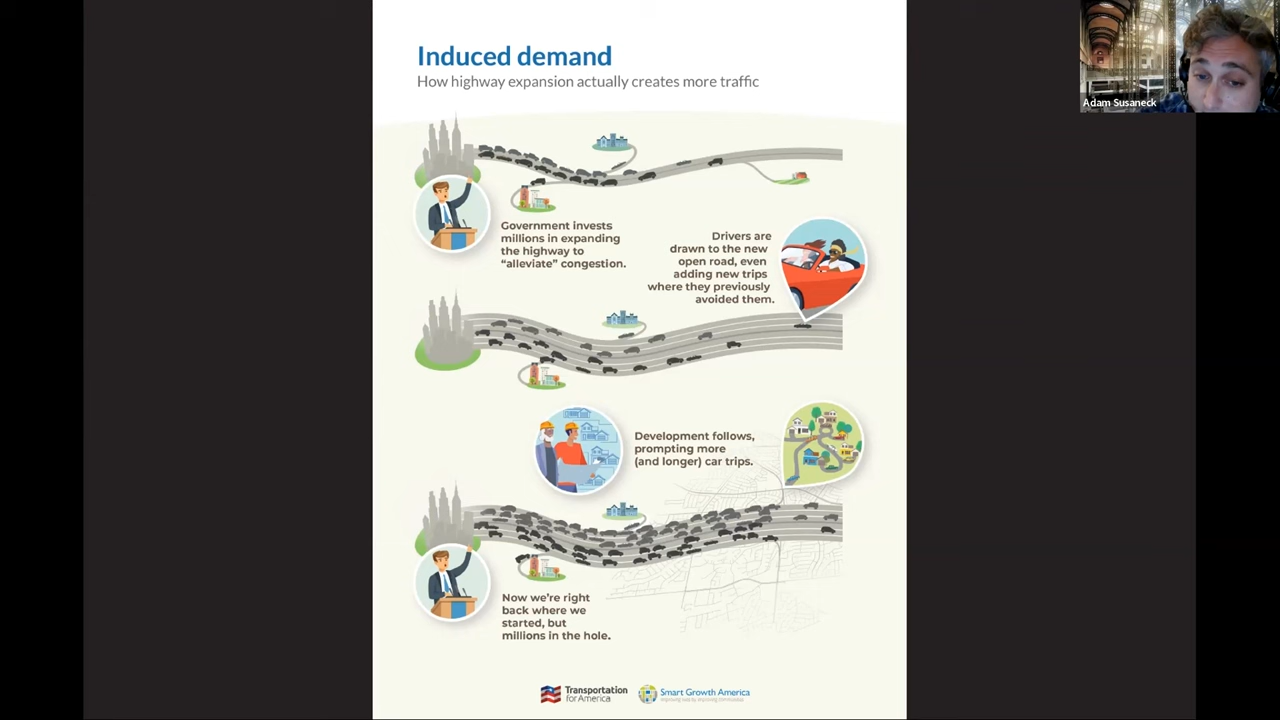 Induced demand
How highway expansion actually creates more traffic
Adam Susaneck
Government invests
millions in expanding
the highway to
“alleviate” congestion.
Drivers are
drawn to the new
open road, even
adding new trips
where they previously
avoided them.
Development follows,
prompting more
(and longer) car trips.
Now we’re right
back where we
started, but
millions in the hole.
Transportation
for America
Smart Growth America